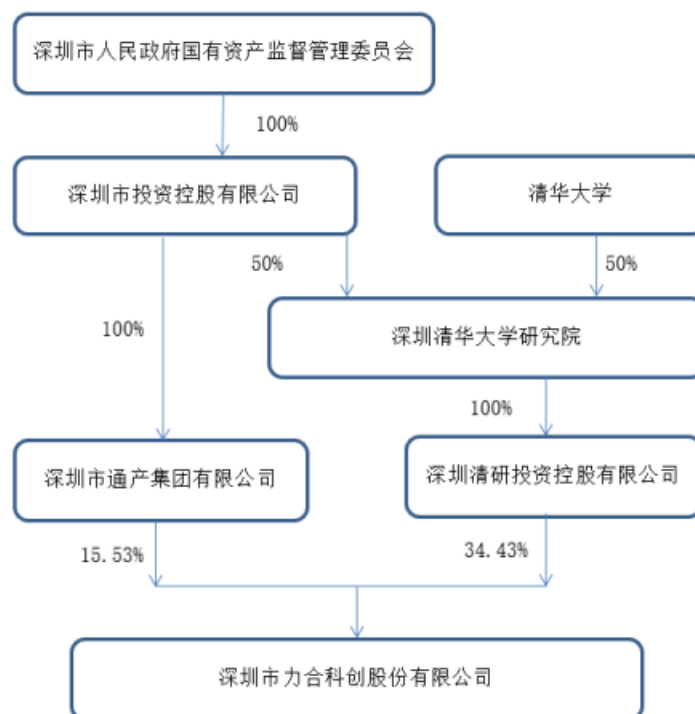 深圳市人民政府国有资产监督管理委员会
100%
深圳市投资控股有限公司
清华大学
50%
50%
100%
深圳清华大学研究院
100%
深圳市通产集团有限公司
深圳清研投资控股有限公司
15.53%
34.43%
深圳市力合科创股份有限公司